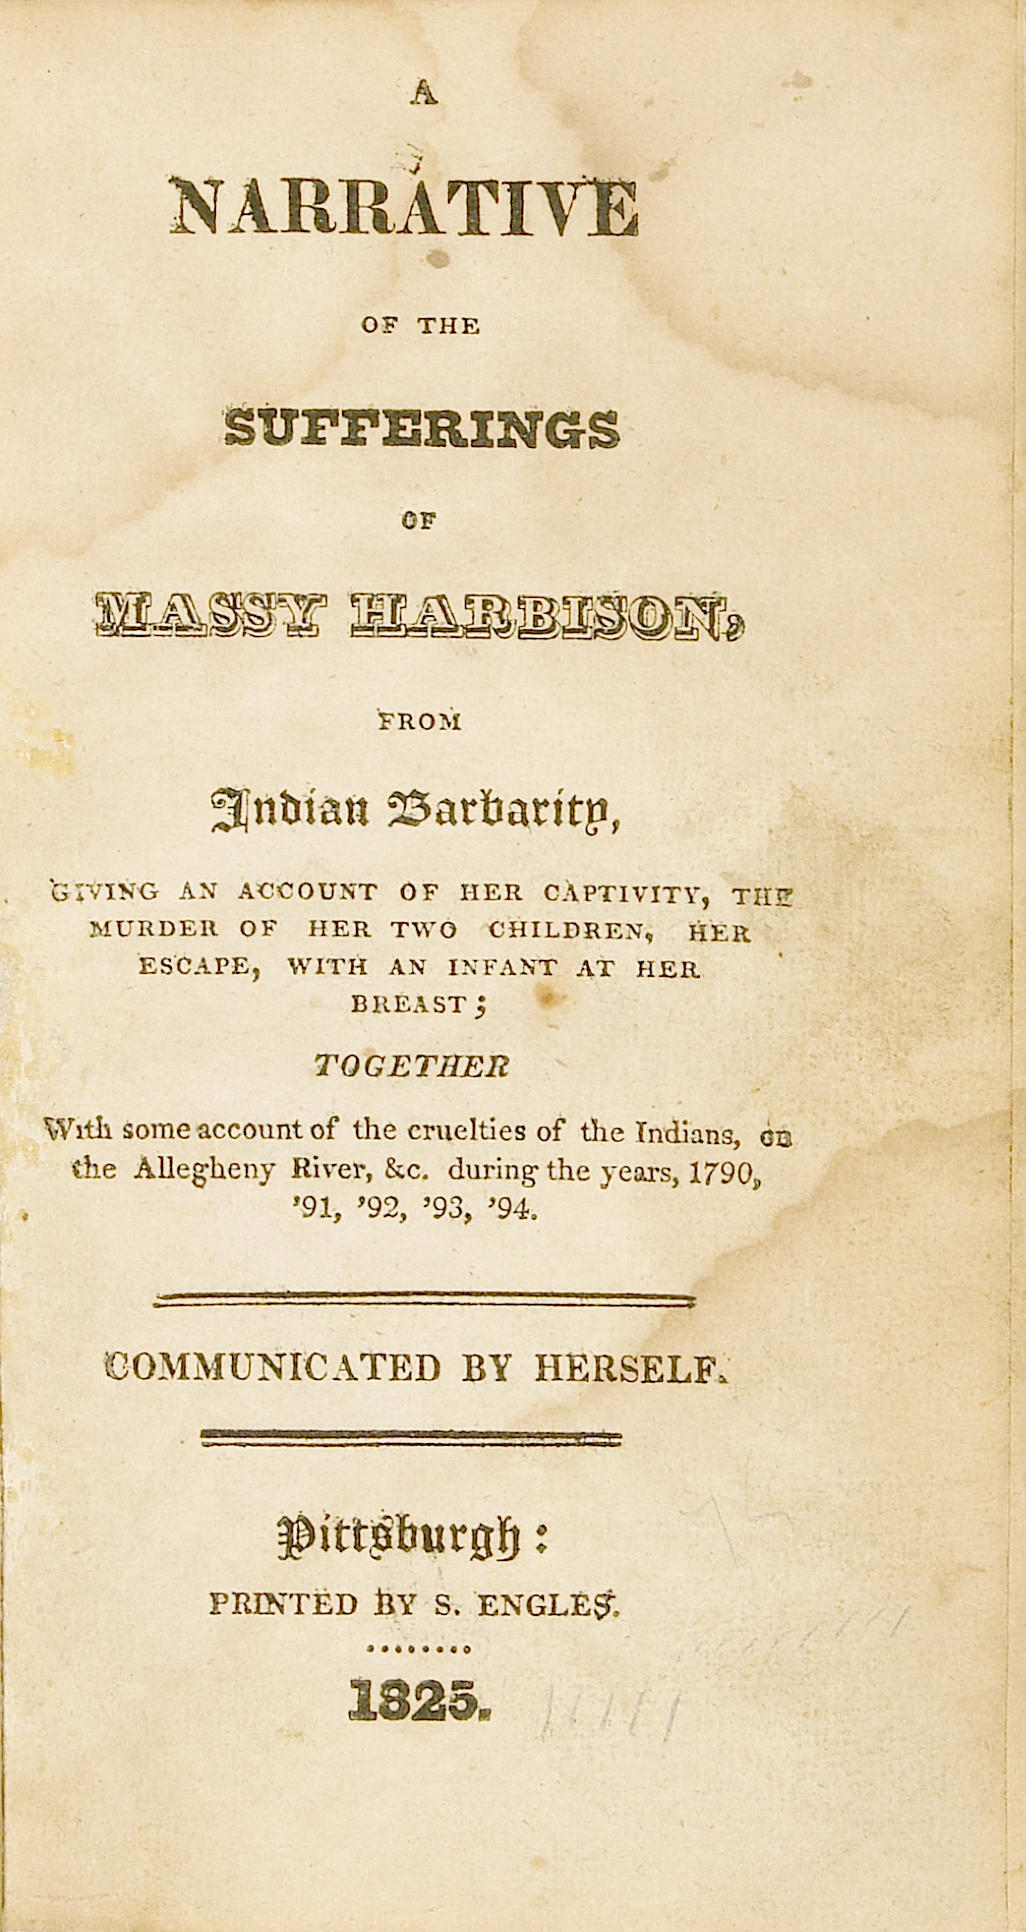 A
NARRATIVE
OF THE
SUFFERINGS
OF
MASSY HARBISON,
FROM
Indian Barbarity,
GIVING AN ACCOUNT OF HER CAPTIVITY, THE
MURDER OF HER TWO CHILDREN, HER
ESCAPE, WITH AN INFANT AT HER
BREAST;
TOGETHER
With some account of the cruelties of the Indians, on
the Allegheny River, &c. during the years, 1790,
'91, '92, '93, '94.
COMMUNICATED BY HERSELF.
Pittsburgh:
PRINTED BY S. ENGLES.
1825.